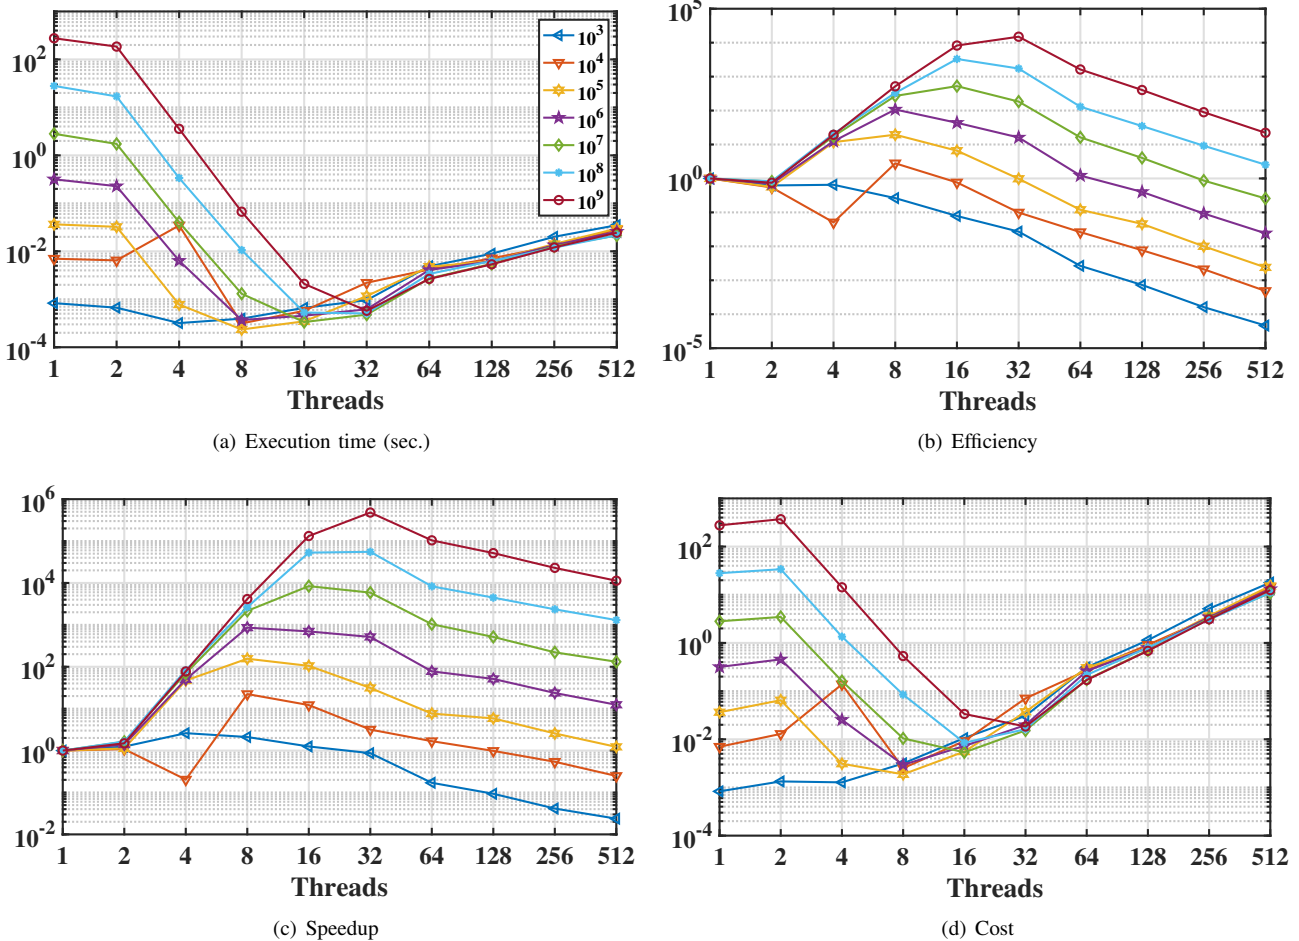 10^2
10^0
10^-2
10^-4
10^3
10^4
10^5
10^6
10^7
10^8
10^9
1 2 4 8 16 32 64 128 256 512
Threads
(a) Execution time (sec.)
10^5
10^0
10^-5
1 2 4 8 16 32 64 128 256 512
Threads
(b) Efficiency
10^6
10^4
10^2
10^0
10^-2
1 2 4 8 16 32 64 128 256 512
Threads
(c) Speedup
10^2
10^0
10^-2
10^-4
1 2 4 8 16 32 64 128 256 512
Threads
(d) Cost